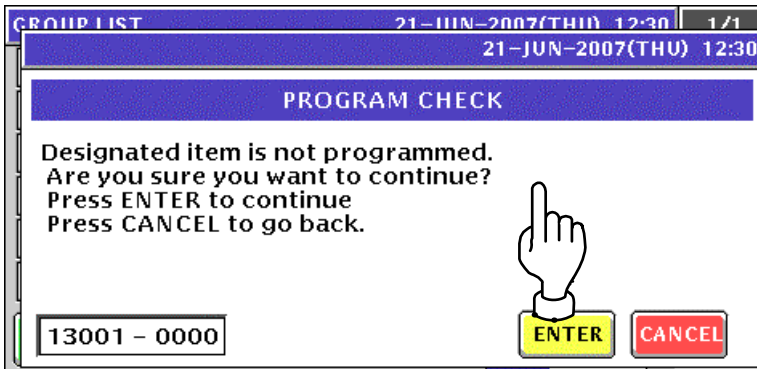 GROUP LIST 21-JUN-2007(THU) 12:30 1/1
21-JUN-2007(THU) 12:30
PROGRAM CHECK
Designated item is not programmed.
Are you sure you want to continue?
Press ENTER to continue
Press CANCEL to go back.
13001 - 0000 ENTER CANCEL